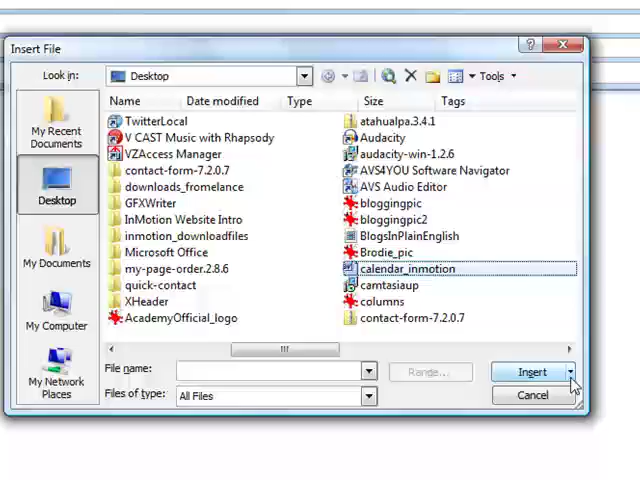 Insert File
Look in: Desktop Tools
Name Date modified Type Size Tags
My Recent Documents
Desktop
My Documents
My Computer
My Network Places
TwitterLocal
V CAST Music with Rhapsody
VZAccess Manager
contact-form-7.2.0.7
downloads_fromelance
GFXWriter
InMotion Website Intro
inmotion_downloadfiles
Microsoft Office
my-page-order.2.8.6
quick-contact
XHeader
AcademyOfficial_logo
atahualpa.3.4.1
Audacity
audacity-win-1.2.6
AVS4YOU Software Navigator
AVS Audio Editor
bloggingpic
bloggingpic2
BlogsInPlainEnglish
Brodie_pic
calendar_inmotion
camtasiaup
columns
contact-form-7.2.0.7
File name: Range... Insert
Files of type: All Files Cancel